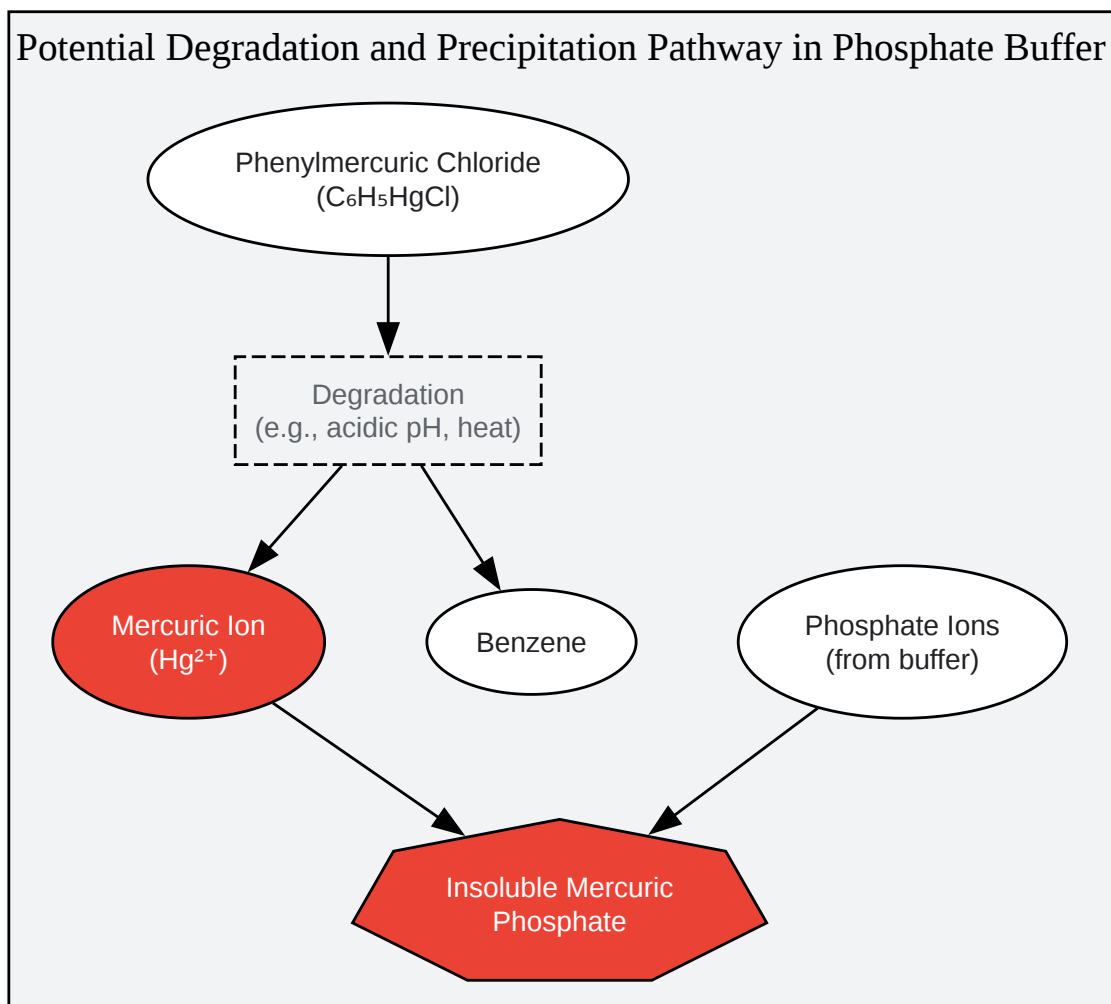 Potential Degradation and Precipitation Pathway in Phosphate Buffer
Phenylmercuric Chloride
(C₆H₅HgCl)
Degradation
(e.g., acidic pH, heat)
Mercuric Ion
(Hg²⁺)
Benzene
Phosphate Ions
(from buffer)
Insoluble Mercuric
Phosphate